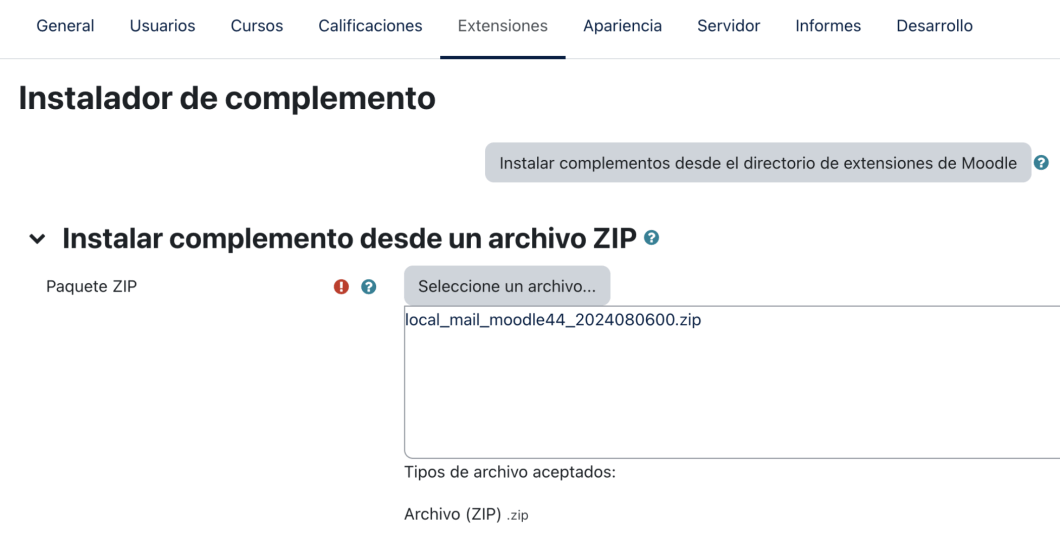 General Usuarios Cursos Calificaciones Extensiones Apariencia Servidor Informes Desarrollo
Instalador de complemento
Instalar complementos desde el directorio de extensiones de Moodle ?
Instalar complemento desde un archivo ZIP ?
Paquete ZIP ! ? Seleccione un archivo...
local_mail_moodle44_2024080600.zip
Tipos de archivo aceptados:
Archivo (ZIP) .zip